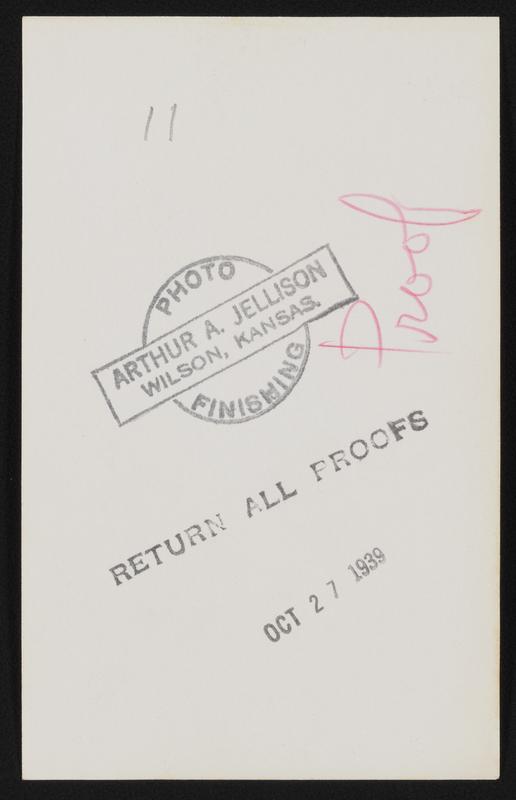 11
Proof
PHOTO
ARTHUR A. JELLISON
WILSON, KANSAS.
FINISHING
RETURN ALL PROOFS
OCT 27 1939